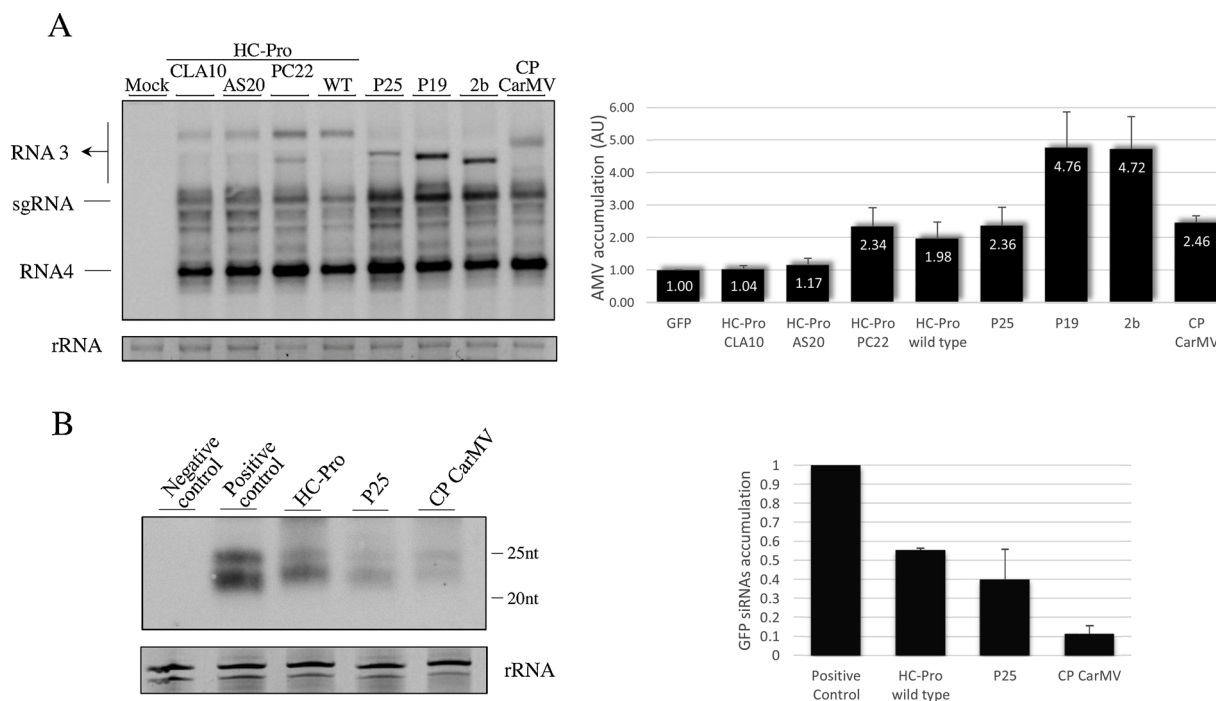 A
HC-Pro
Mock CLA10 AS20 PC22 WT P25 P19 2b CP CarMV
RNA 3
sgRNA
RNA4
rRNA
AMV accumulation (AU)
6.00
5.00
4.00
3.00
2.00
1.00
0.00
1.00 1.04 1.17 2.34 1.98 2.36 4.76 4.72 2.46
GFP HC-Pro HC-Pro HC-Pro HC-Pro P25 P19 2b CP
CLA10 AS20 PC22 wild type CarMV
B
Negative control
Positive control
HC-Pro
P25
CP CarMV
25nt
20nt
rRNA
GFP siRNAs accumulation
1
0.9
0.8
0.7
0.6
0.5
0.4
0.3
0.2
0.1
0
Positive HC-Pro P25 CP CarMV
Control wild type